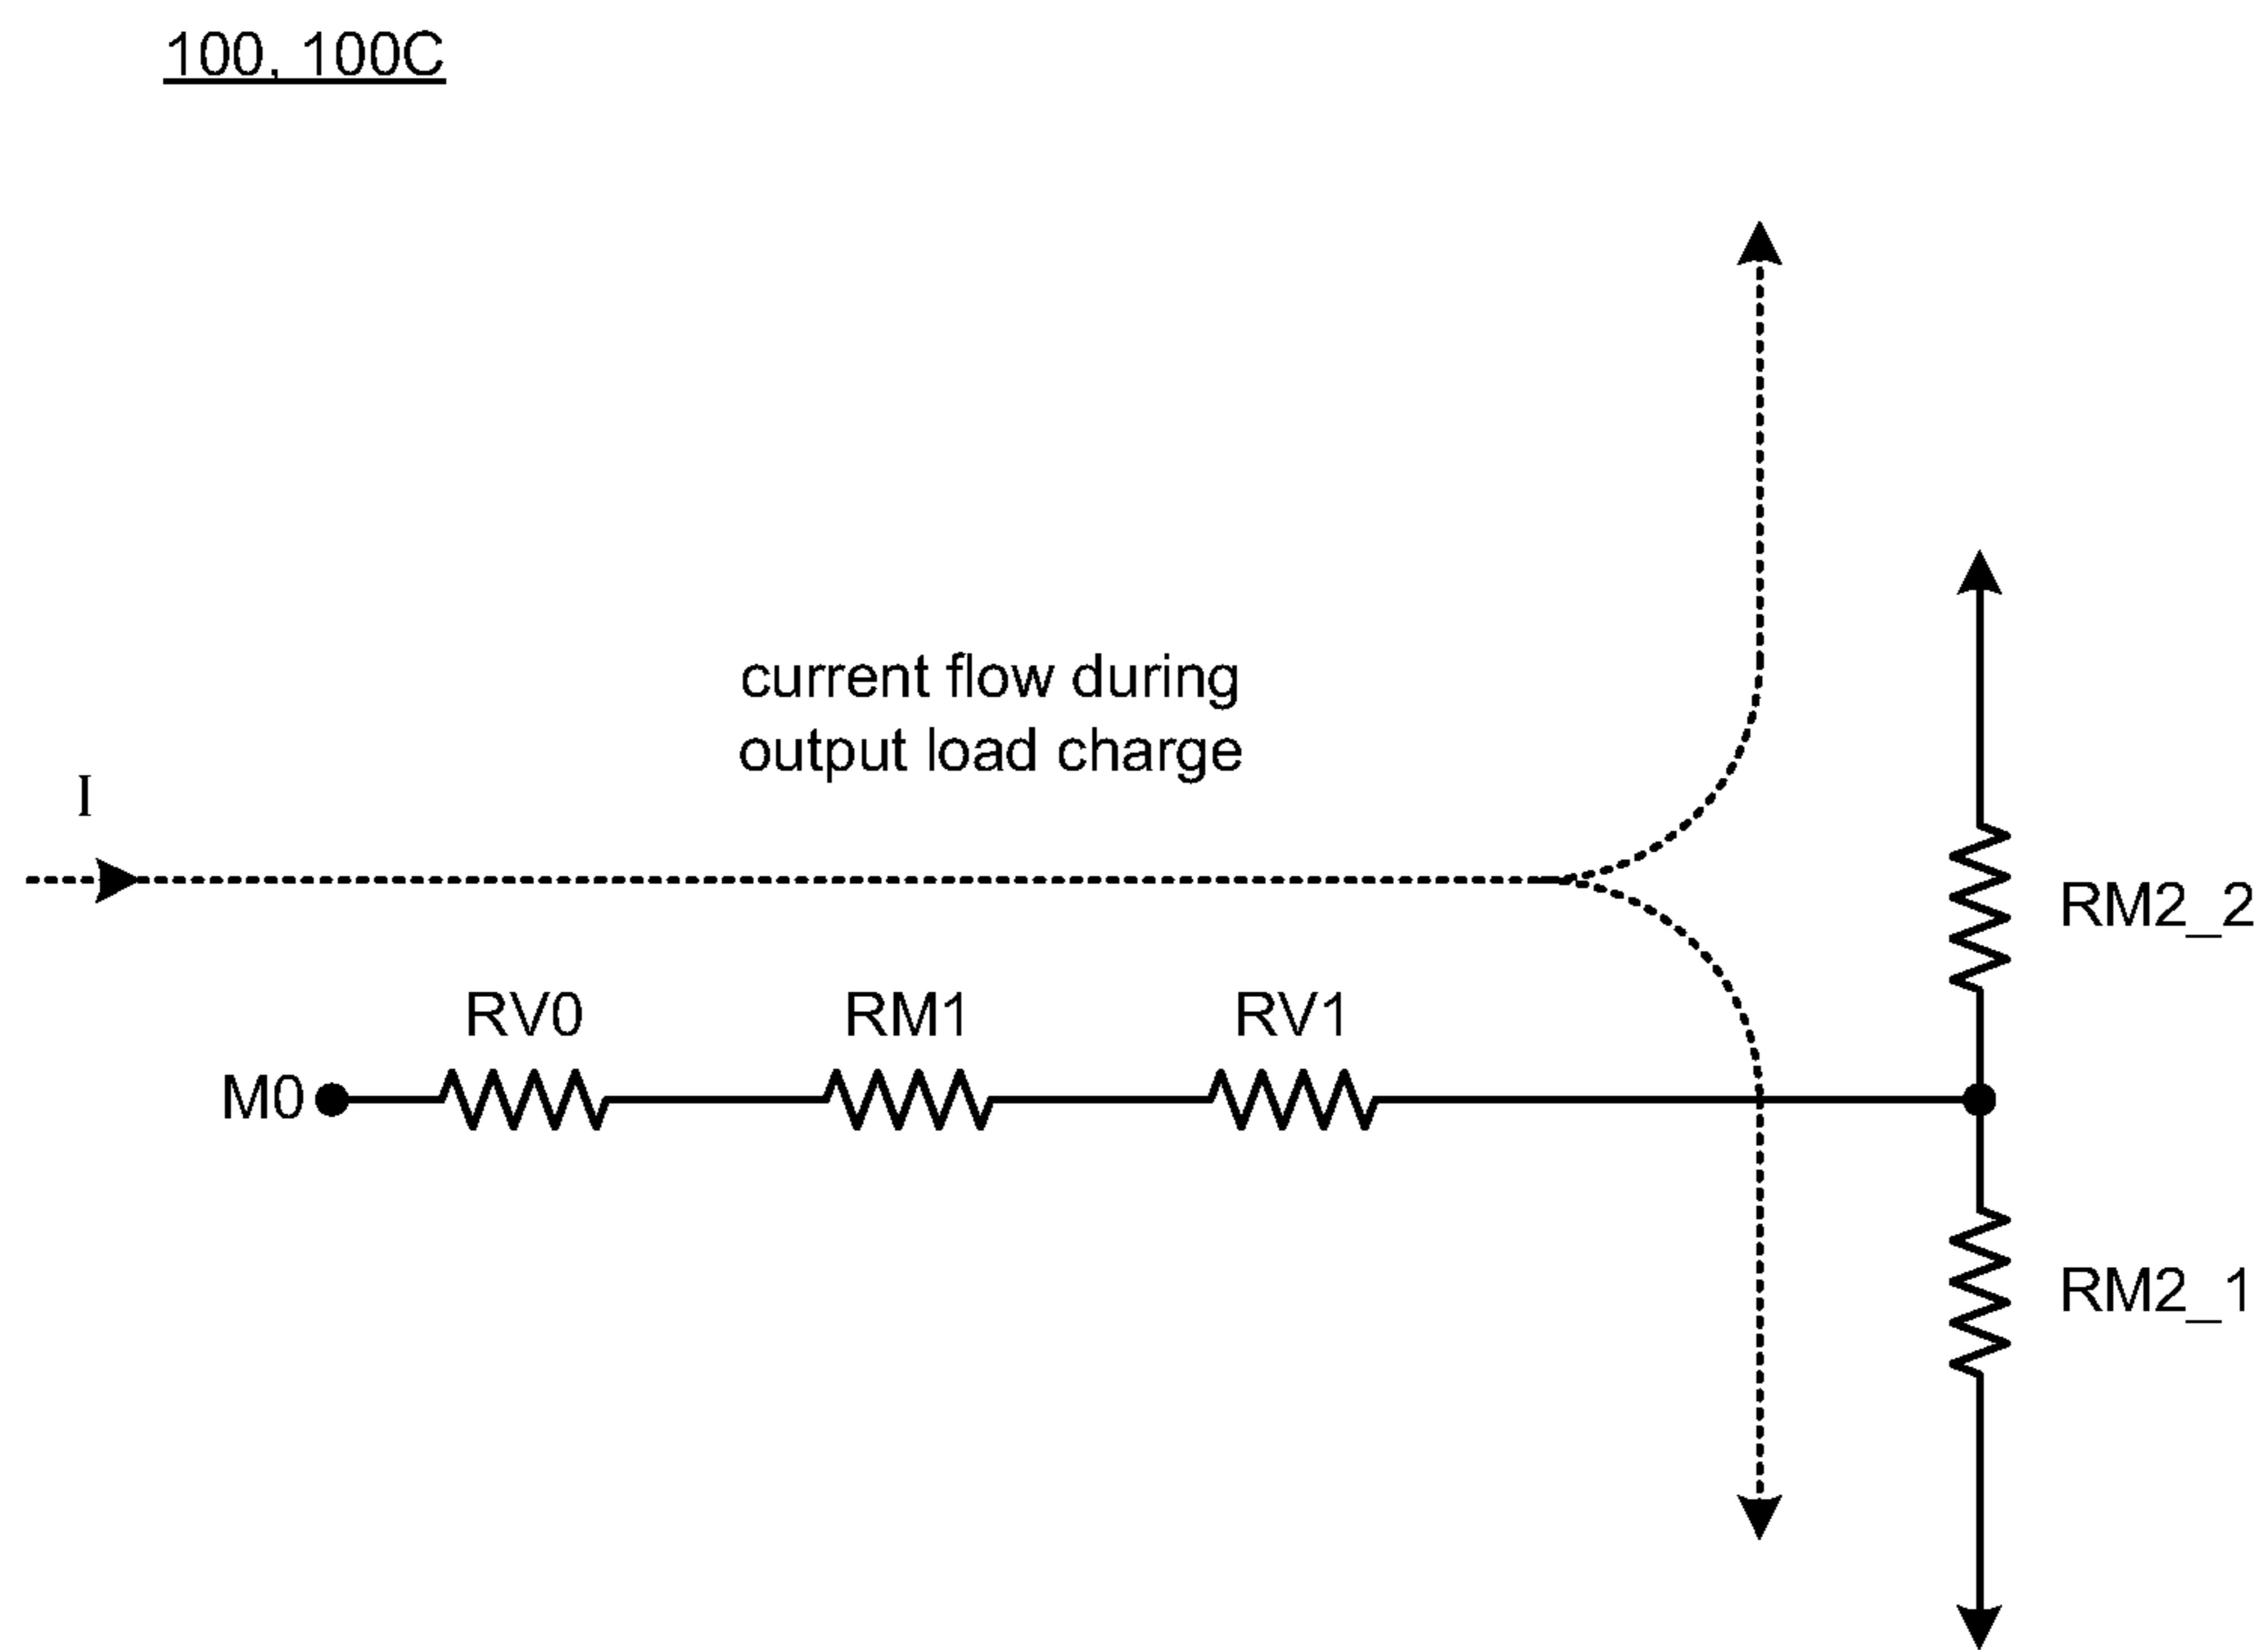 100, 100C
current flow during
output load charge
I
RM2_2
RV0 RM1 RV1
M0
RM2_1